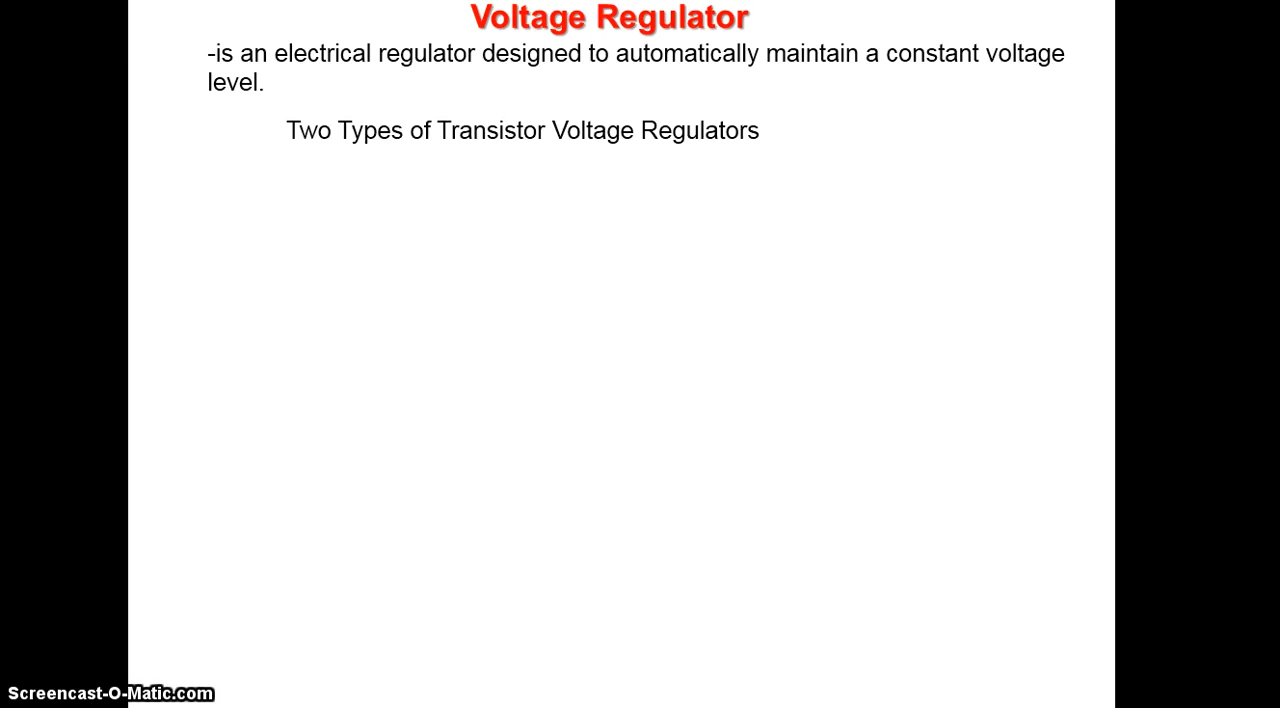 Voltage Regulator
-is an electrical regulator designed to automatically maintain a constant voltage
level.
Two Types of Transistor Voltage Regulators
Screencast-O-Matic.com